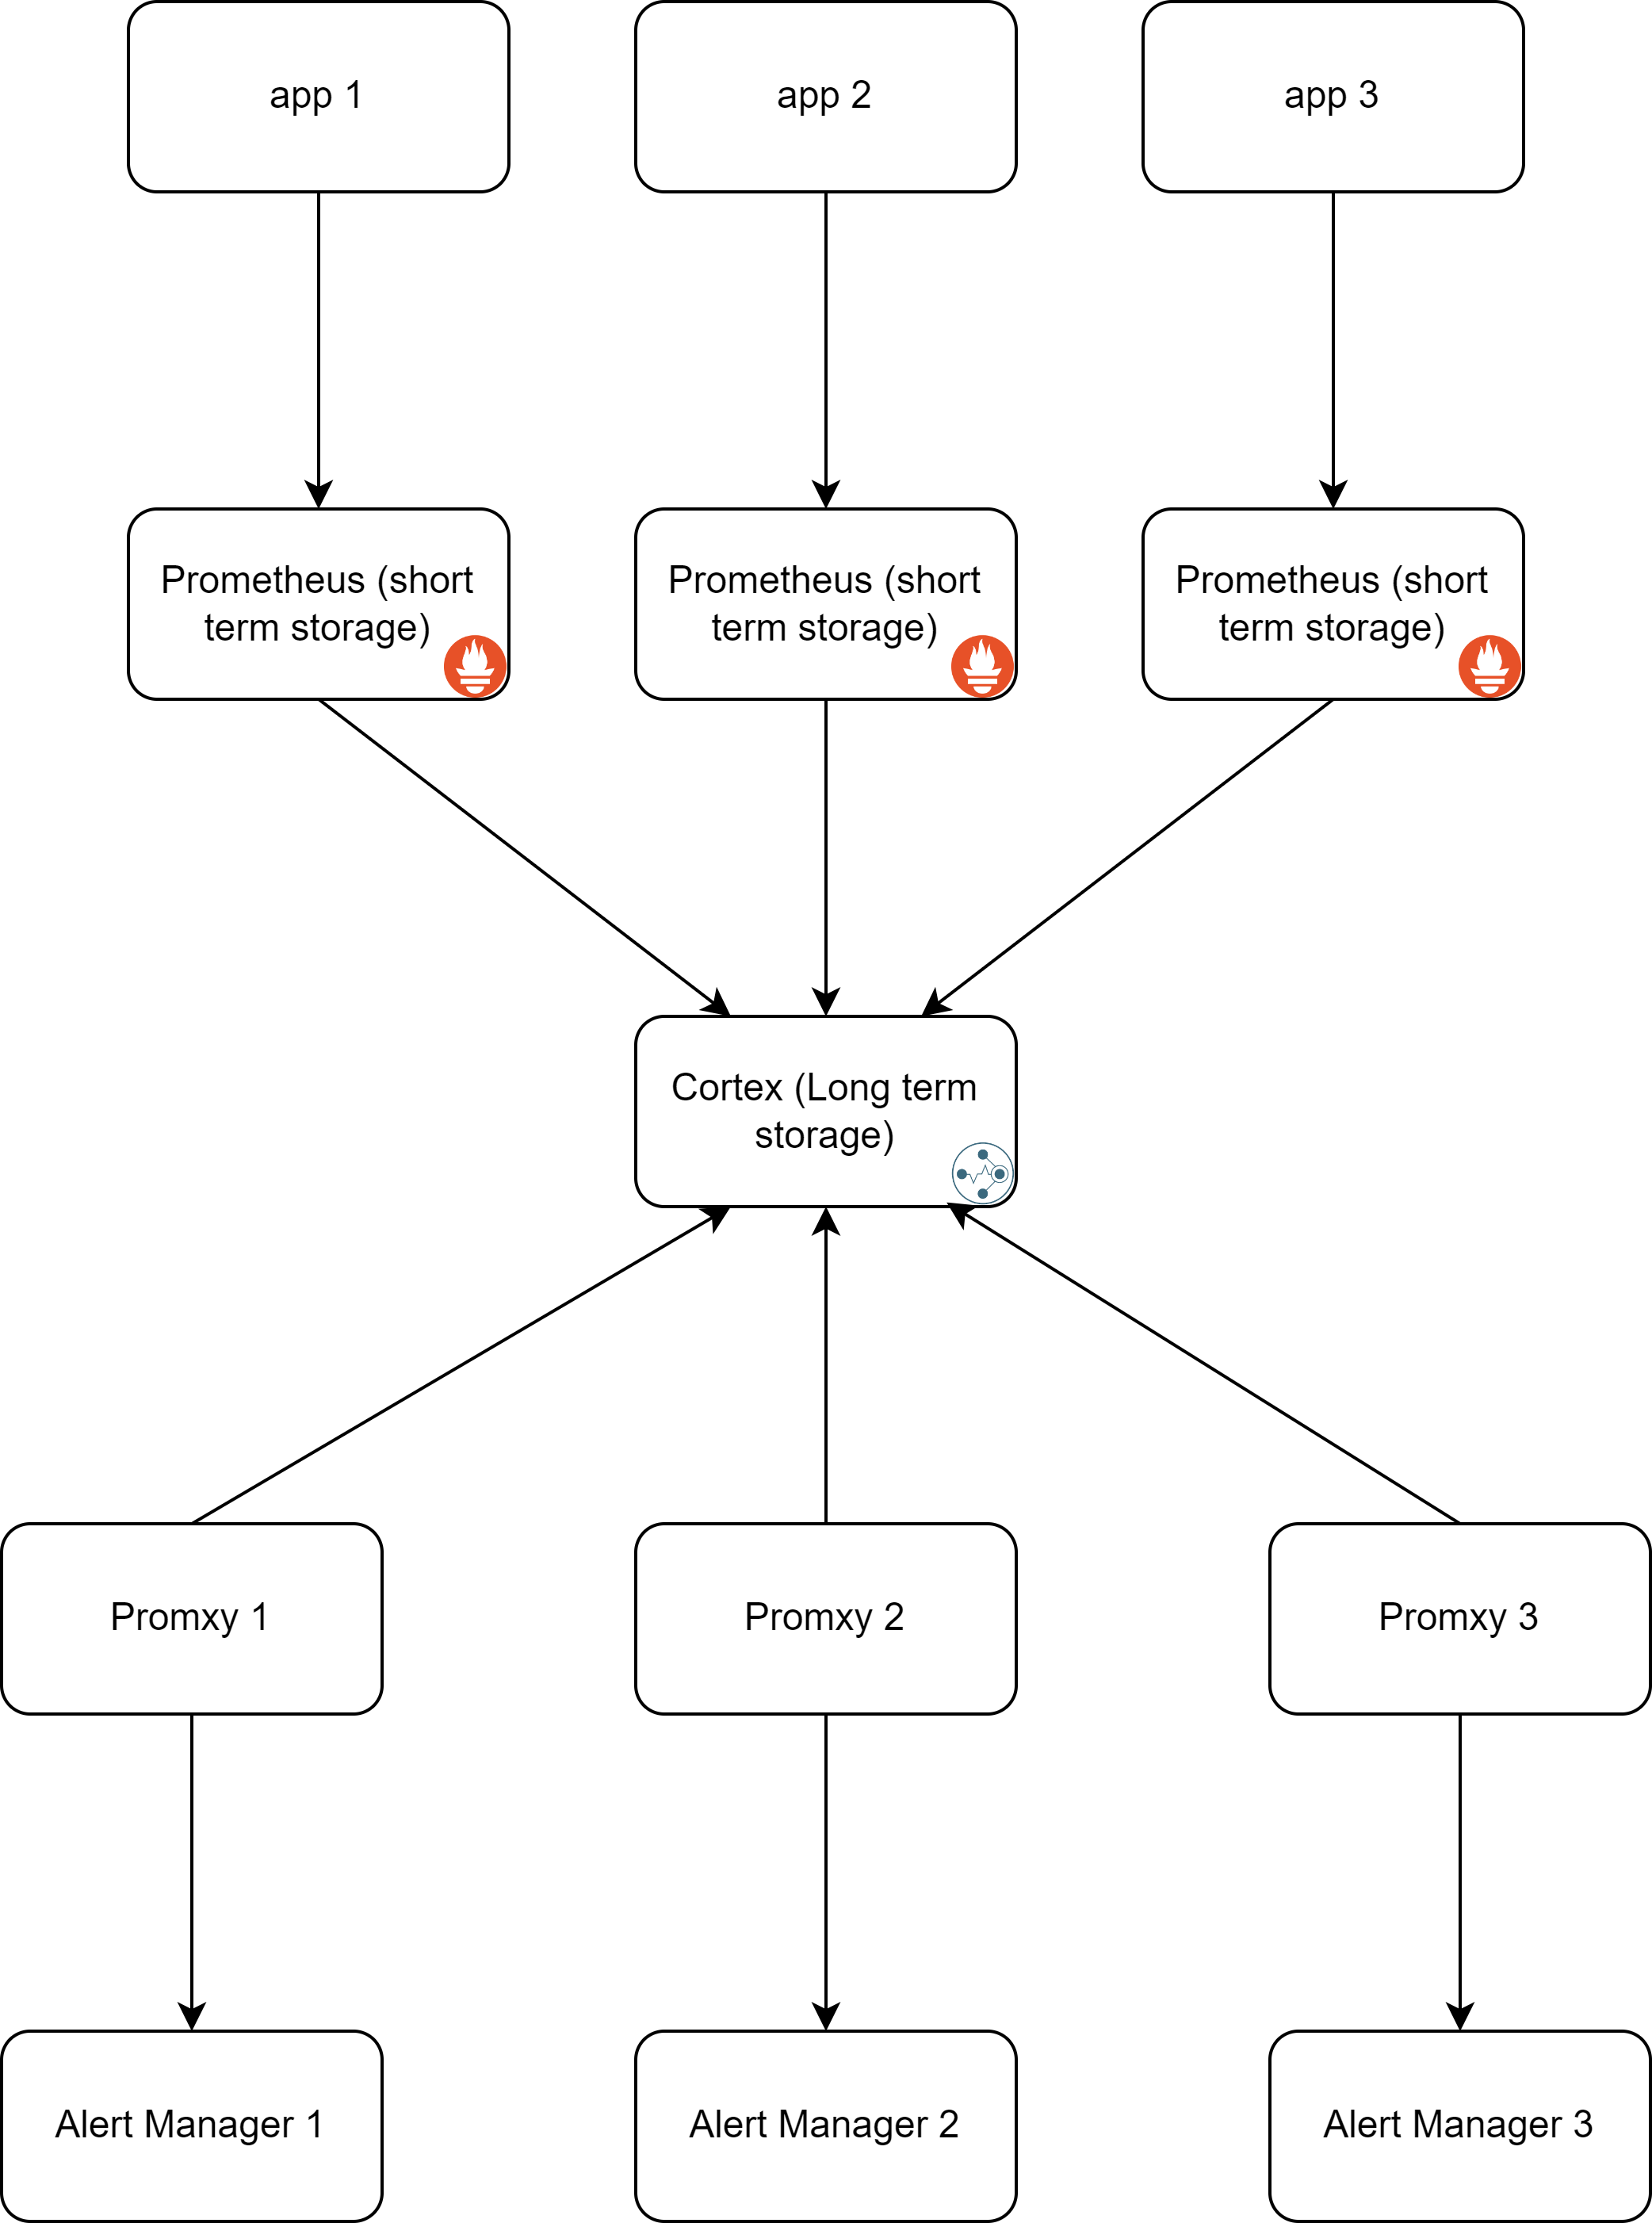 app 1
app 2
app 3
Prometheus (short
term storage)
Prometheus (short
term storage)
Prometheus (short
term storage)
Cortex (Long term
storage)
Promxy 1
Promxy 2
Promxy 3
Alert Manager 1
Alert Manager 2
Alert Manager 3